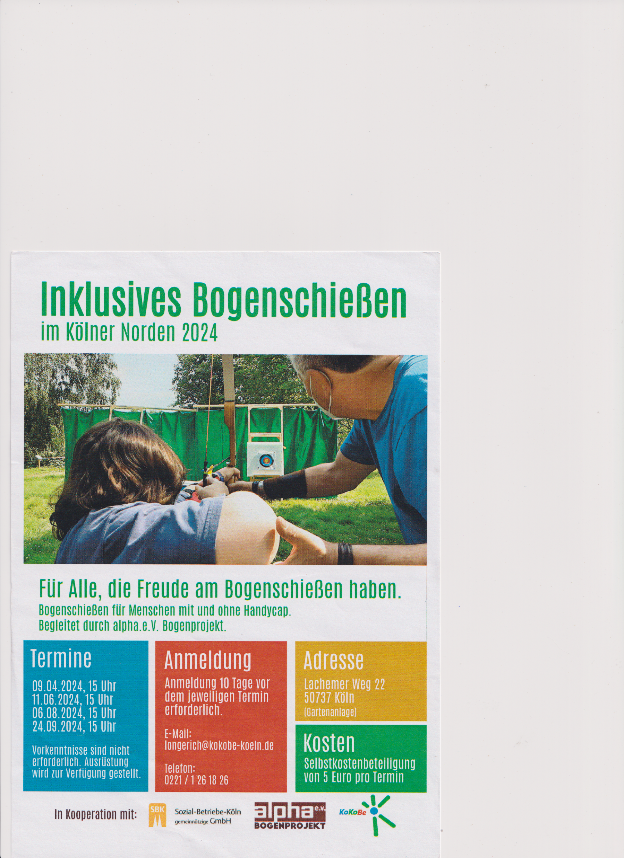 Inklusives Bogenschießen
im Kölner Norden 2024
Für Alle, die Freude am Bogenschießen haben.
Bogenschießen für Menschen mit und ohne Handycap.
Begleitet durch alpha.e.V. Bogenprojekt.
Termine
09.04.2024, 15 Uhr
11.06.2024, 15 Uhr
06.08.2024, 15 Uhr
24.09.2024, 15 Uhr
Vorkenntnisse sind nicht
erforderlich. Ausrüstung
wird zur Verfügung gestellt.
Anmeldung
Anmeldung 10 Tage vor
dem jeweiligen Termin
erforderlich.
E-Mail:
longerich@kokobe-koeln.de
Telefon:
0221 / 1 26 18 26
Adresse
Lachemer Weg 22
50737 Köln
(Gartenanlage)
Kosten
Selbstkostenbeteiligung
von 5 Euro pro Termin
In Kooperation mit:
SBK
Sozial-Betriebe-Köln
gemeinnützige GmbH
alpha e.V.
BOGENPROJEKT
KoKoBe